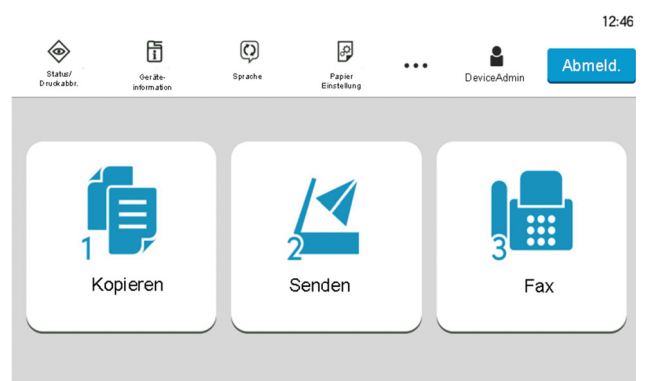 12:46
Status/
Druckabbr.
Geräte-
information
Sprache
Papier
Einstellung
DeviceAdmin
Abmeld.
1
Kopieren
2
Senden
3
Fax